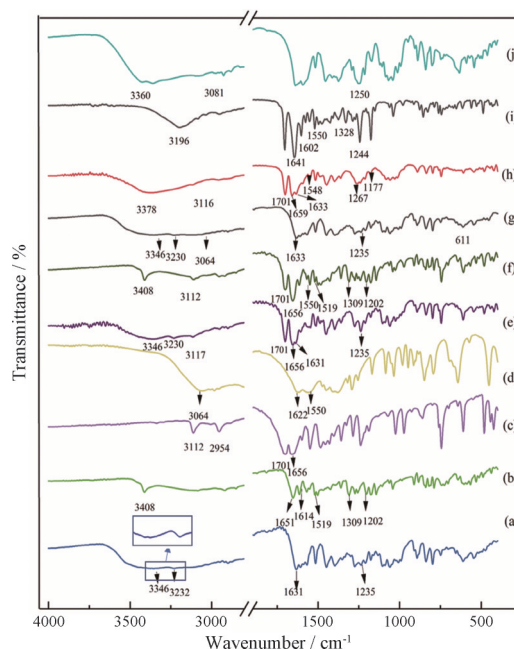 (j)
3360 3081 1250
(i)
3196 1641 1602 1550 1328 1244
(h)
3378 3116 1701 1659 1633 1548 1267 1177
(g)
3346 3230 3064 1633 1235 611
(f)
3408 3112 1701 1656 1550 1519 1309 1202
(e)
3346 3230 3117 1701 1656 1631 1235
(d)
3064 1622 1550
(c)
3112 2954 1701 1656
(b)
3408 1651 1614 1519 1309 1202
(a)
3346 3232 1631 1235
4000 3500 3000 1500 1000 500
Wavenumber / cm-1
Transmittance / %